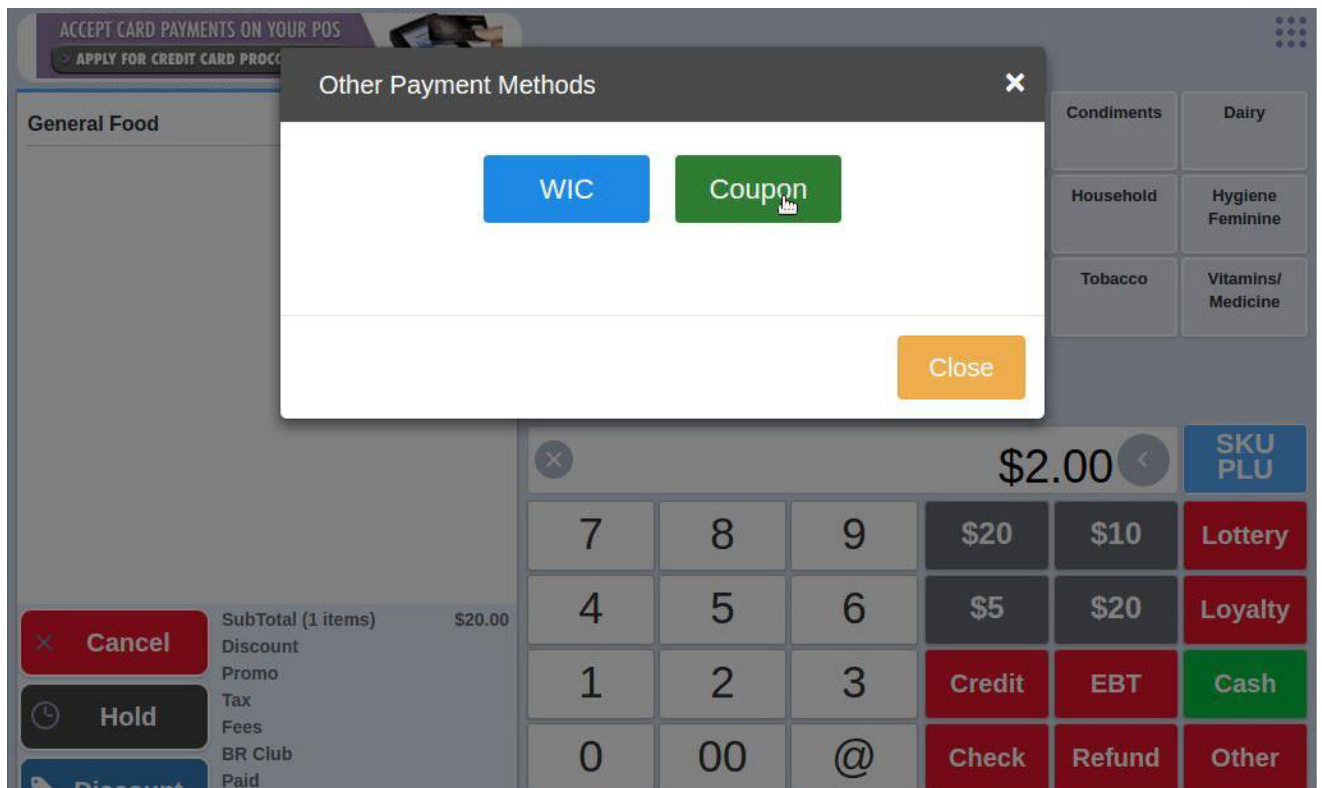 ACCEPT CARD PAYMENTS ON YOUR POS
APPLY FOR CREDIT CARD
Other Payment Methods
General Food
WIC
Coupon
Close
Condiments
Dairy
Household
Hygiene
Feminine
Tobacco
Vitamins/
Medicine
$2.00
SKU
PLU
7 8 9 $20 $10 Lottery
4 5 6 $5 $20 Loyalty
1 2 3 Credit EBT Cash
0 00 @ Check Refund Other
Cancel
Hold
Discount
SubTotal (1 items) $20.00
Discount
Promo
Tax
Fees
BR Club
Paid